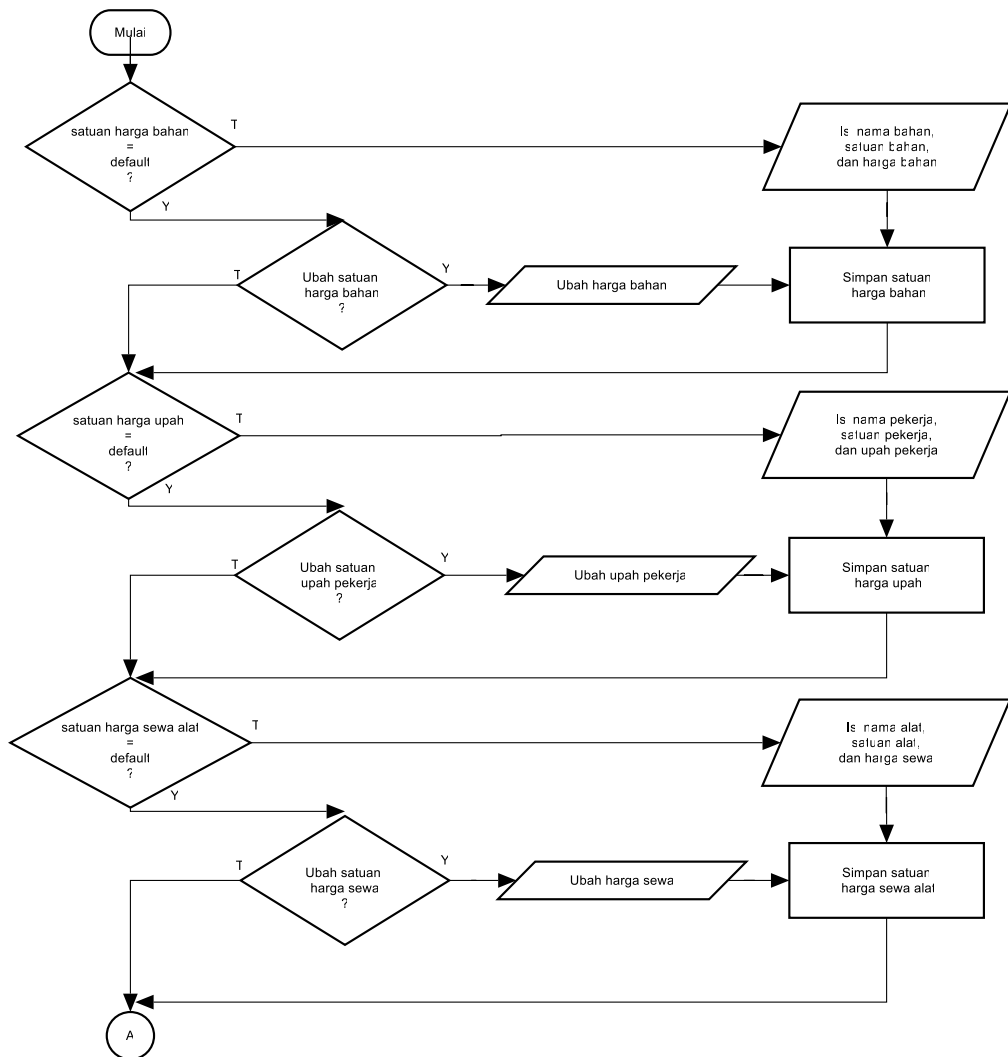 Mulai
satuan harga bahan
=
default
?
T
Y
Isi nama bahan,
satuan bahan,
dan harga bahan
Ubah satuan
harga bahan
?
T
Y
Ubah harga bahan
Simpan satuan
harga bahan
satuan harga upah
=
default
?
T
Y
Isi nama pekerja,
satuan pekerja,
dan upah pekerja
Ubah satuan
upah pekerja
?
T
Y
Ubah upah pekerja
Simpan satuan
harga upah
satuan harga sewa alat
=
default
?
T
Y
Isi nama alat,
satuan alat,
dan harga sewa
Ubah satuan
harga sewa
?
T
Y
Ubah harga sewa
Simpan satuan
harga sewa alat
A